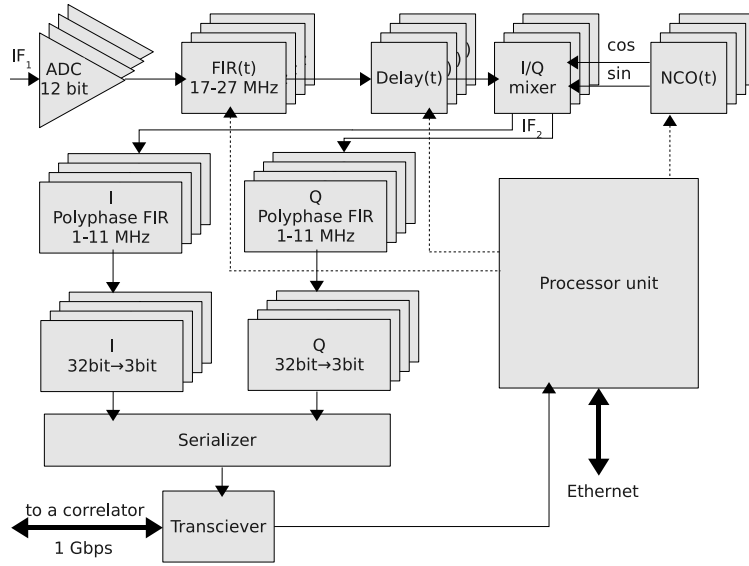 IF1
ADC
12 bit
FIR(t)
17-27 MHz
Delay(t)
I/Q
mixer
cos
sin
NCO(t)
IF2
I
Polyphase FIR
1-11 MHz
Q
Polyphase FIR
1-11 MHz
Processor unit
I
32bit→3bit
Q
32bit→3bit
Serializer
Ethernet
to a correlator
1 Gbps
Transciever